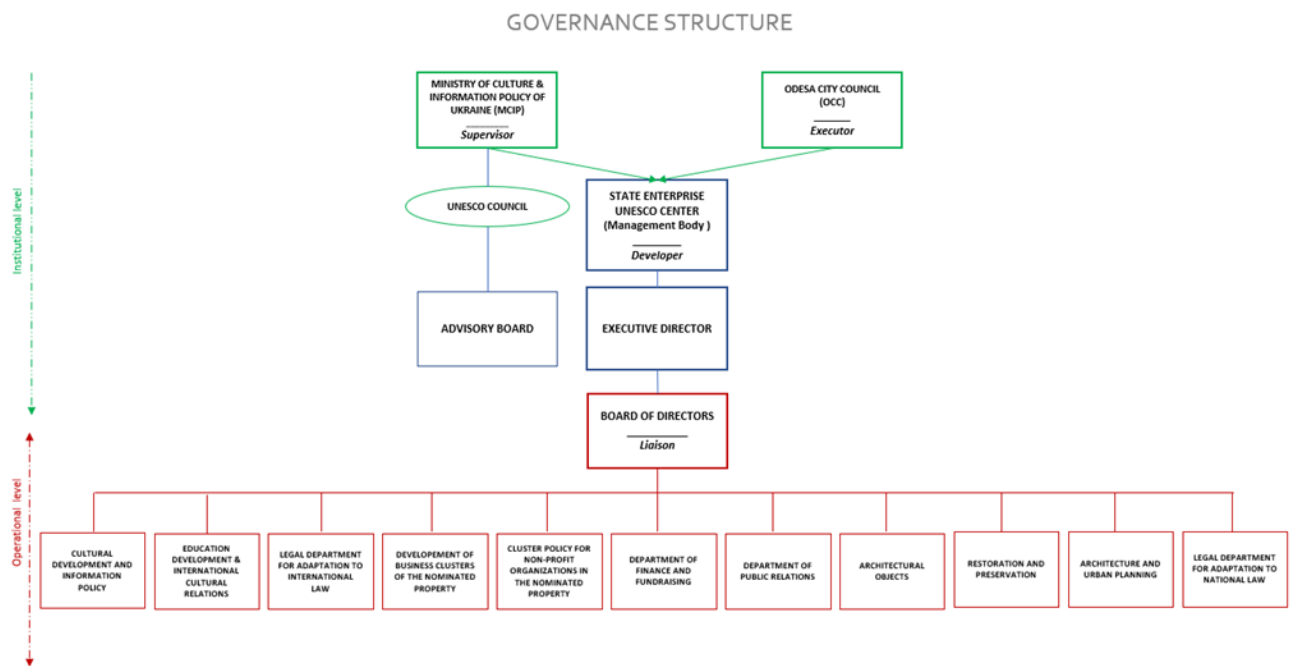 GOVERNANCE STRUCTURE
MINISTRY OF CULTURE &
INFORMATION POLICY OF
UKRAINE (MCIP)
Supervisor
ODESA CITY COUNCIL
(OCC)
Executor
Institutional level
UNESCO COUNCIL
STATE ENTERPRISE
UNESCO CENTER
(Management Body )
Developer
ADVISORY BOARD
EXECUTIVE DIRECTOR
BOARD OF DIRECTORS
Liaison
Operational level
CULTURAL
DEVELOPMENT AND
INFORMATION
POLICY
EDUCATION
DEVELOPMENT &
INTERNATIONAL
CULTURAL
RELATIONS
LEGAL DEPARTMENT
FOR ADAPTATION TO
INTERNATIONAL
LAW
DEVELOPEMENT OF
BUSINESS CLUSTERS
OF THE NOMINATED
PROPERTY
CLUSTER POLICY FOR
NON-PROFIT
ORGANIZATIONS IN
THE NOMINATED
PROPERTY
DEPARTMENT OF
FINANCE AND
FUNDRAISING
DEPARTMENT OF
PUBLIC RELATIONS
ARCHITECTURAL
OBJECTS
RESTORATION AND
PRESERVATION
ARCHITECTURE AND
URBAN PLANNING
LEGAL DEPARTMENT
FOR ADAPTATION TO
NATIONAL LAW